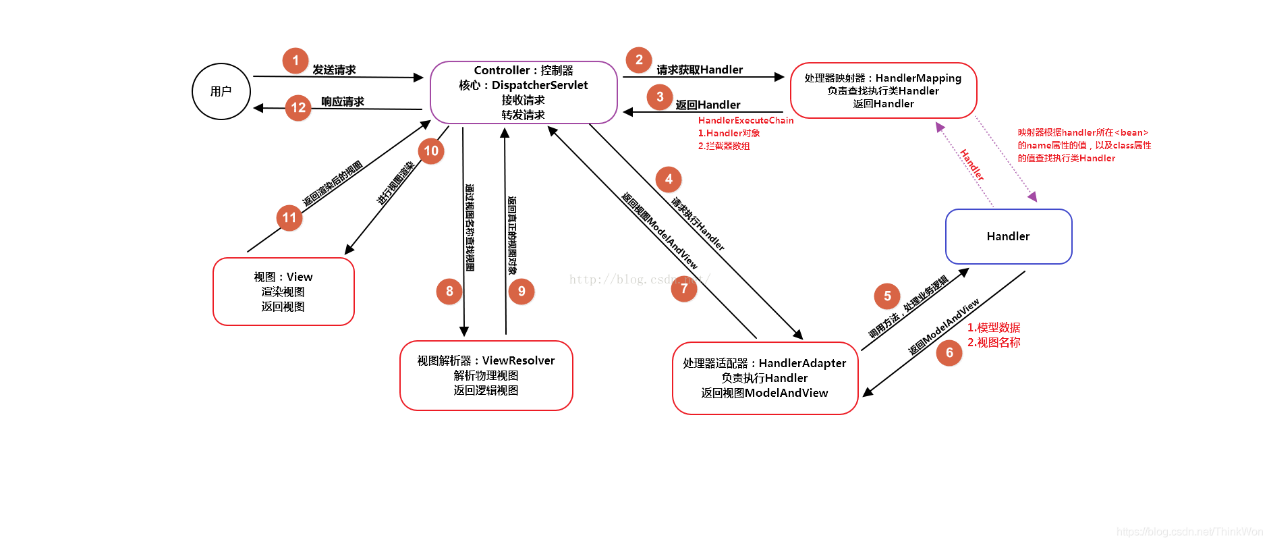 用户
1
发送请求
12
响应请求
Controller：控制器
核心：DispatcherServlet
接收请求
转发请求
2
请求获取Handler
3
返回Handler
HandlerExecuteChain
1.Handler对象
2.拦截器数组
处理器映射器：HandlerMapping
负责查找执行类Handler
返回Handler
映射器根据handler所在<bean>
的name属性的值，以及class属性
的值查找执行类Handler
Handler
Handler
4
请求执行Handler
5
调用方法，处理业务逻辑
6
返回ModelAndView
1.模型数据
2.视图名称
处理器适配器：HandlerAdapter
负责执行Handler
返回视图ModelAndView
7
返回视图ModelAndView
8
通过视图名称查找视图
9
返回真正的视图对象
视图解析器：ViewResolver
解析物理视图
返回逻辑视图
10
进行视图渲染
11
返回渲染后的视图
视图：View
渲染视图
返回视图
https://blog.csdn.net/ThinkWon